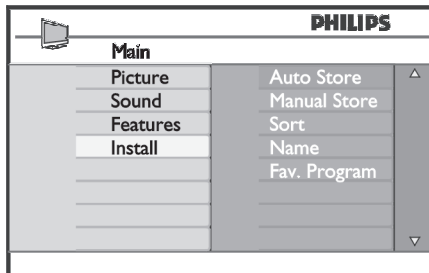 PHILIPS
Main
Picture
Sound
Features
Install
Auto Store
Manual Store
Sort
Name
Fav. Program